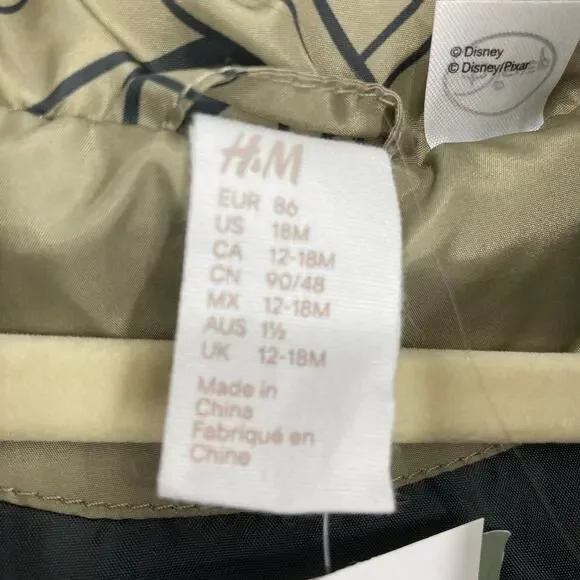 © Disney
© Disney/Pixar
H&M
EUR 86
US 18M
CA 12-18M
CN 90/48
MX 12-18M
AUS 1½
UK 12-18M
Made in
China
Fabriqué en
Chine